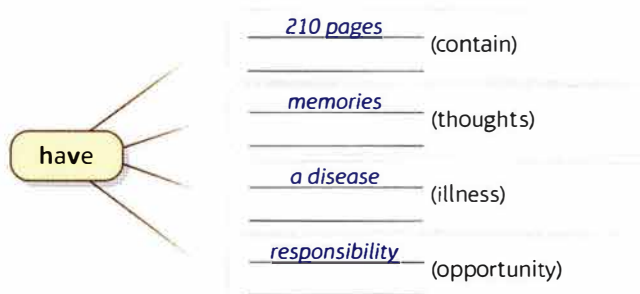 210 pages
(contain)
memories
(thoughts)
have
a disease
(illness)
responsibility
(opportunity)